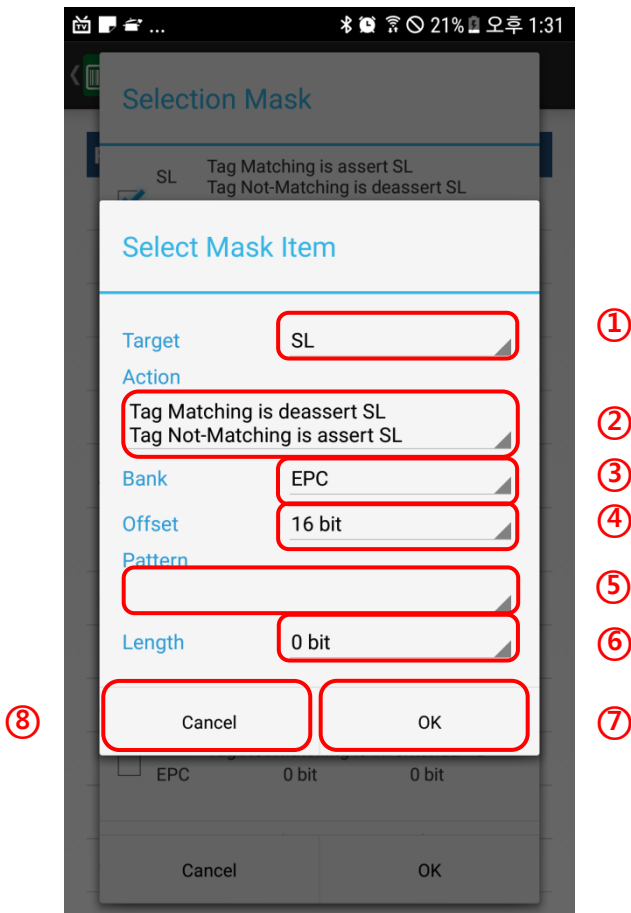 21% 오후 1:31
Selection Mask
SL
Tag Matching is assert SL
Tag Not-Matching is deassert SL
Select Mask Item
Target SL ①
Action
Tag Matching is deassert SL
Tag Not-Matching is assert SL ②
Bank EPC ③
Offset 16 bit ④
Pattern
⑤
Length 0 bit ⑥
⑧ Cancel OK ⑦
EPC 0 bit 0 bit
Cancel OK